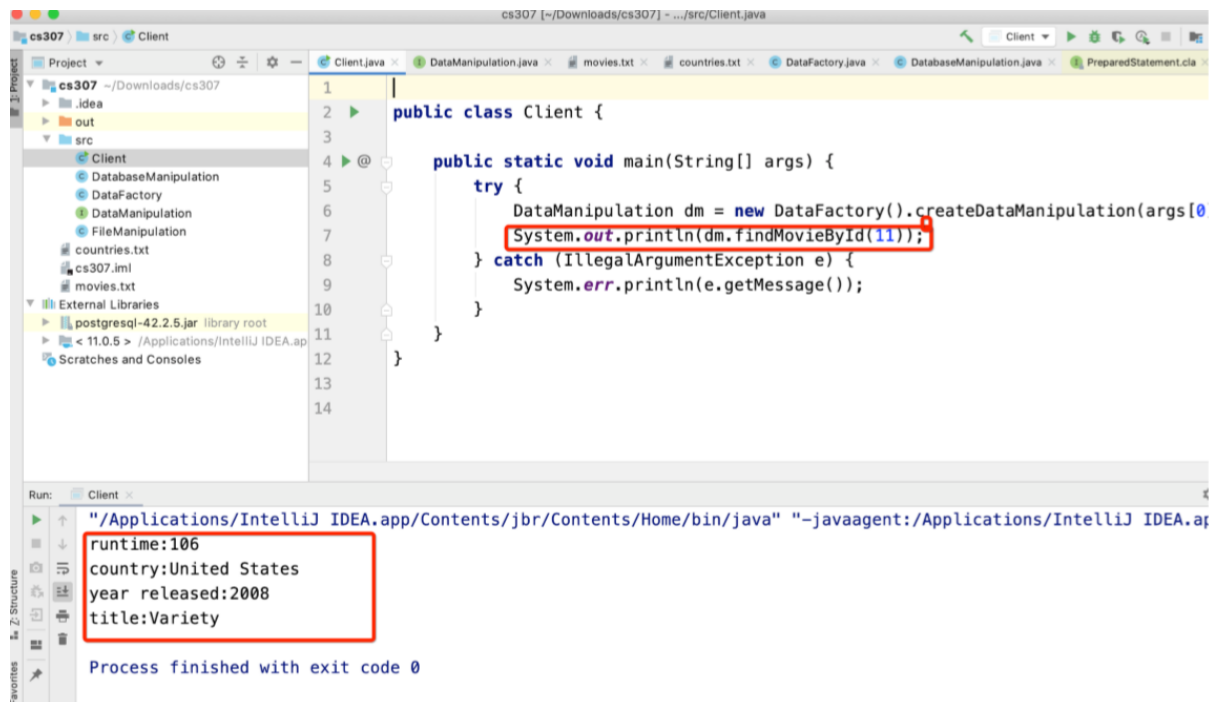 cs307 [~/Downloads/cs307] - .../src/Client.java
cs307 src Client
Client
Project
Client.java DataManipulation.java movies.txt countries.txt DataFactory.java DatabaseManipulation.java PreparedStatement.cla
1: Project
cs307 ~/Downloads/cs307
.idea
out
src
Client
DatabaseManipulation
DataFactory
DataManipulation
FileManipulation
countries.txt
cs307.iml
movies.txt
External Libraries
postgresql-42.2.5.jar library root
< 11.0.5 > /Applications/IntelliJ IDEA.ap
Scratches and Consoles
1
2 public class Client {
3
4 @ public static void main(String[] args) {
5 try {
6 DataManipulation dm = new DataFactory().createDataManipulation(args[0
7 System.out.println(dm.findMovieById(11));
8 } catch (IllegalArgumentException e) {
9 System.err.println(e.getMessage());
10 }
11 }
12 }
13
14
Run: Client
"/Applications/IntelliJ IDEA.app/Contents/jbr/Contents/Home/bin/java" "-javaagent:/Applications/IntelliJ IDEA.ap
runtime:106
country:United States
year released:2008
title:Variety
Process finished with exit code 0
Z: Structure
Favorites